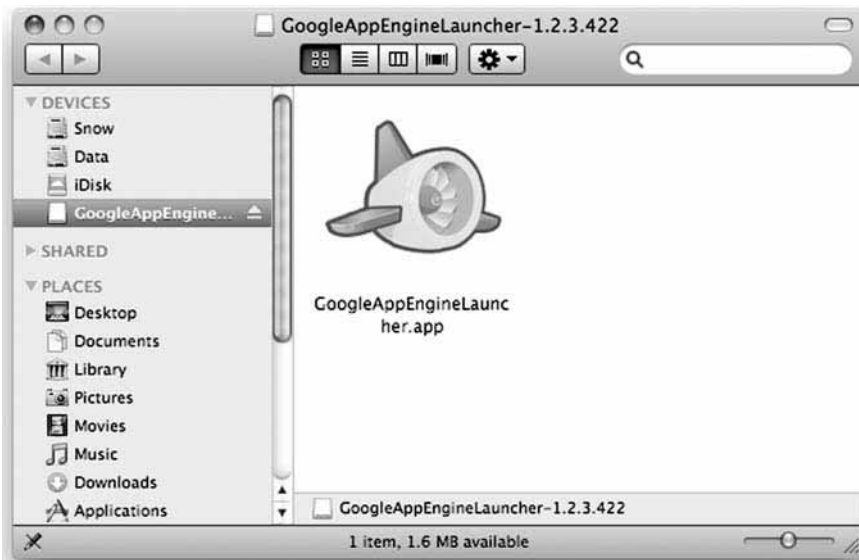 GoogleAppEngineLauncher-1.2.3.422
DEVICES
Snow
Data
iDisk
GoogleAppEngine...
SHARED
PLACES
Desktop
Documents
Library
Pictures
Movies
Music
Downloads
Applications
GoogleAppEngineLaunc
her.app
GoogleAppEngineLauncher-1.2.3.422
1 item, 1.6 MB available